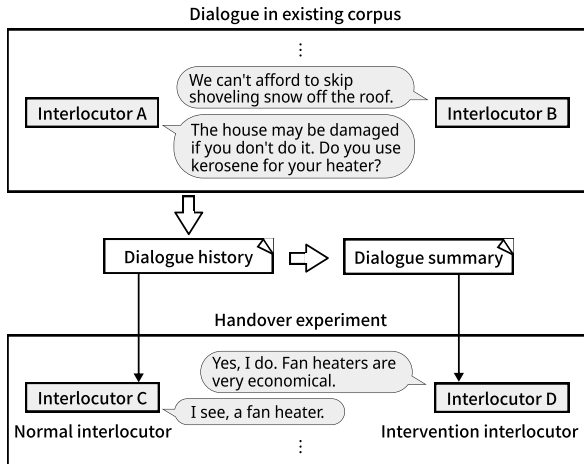 Dialogue in existing corpus
⋮
We can't afford to skip
shoveling snow off the roof.
Interlocutor A
Interlocutor B
The house may be damaged
if you don't do it. Do you use
kerosene for your heater?
Dialogue history
Dialogue summary
Handover experiment
Yes, I do. Fan heaters are
very economical.
Interlocutor C
Interlocutor D
I see, a fan heater.
Normal interlocutor
Intervention interlocutor
⋮